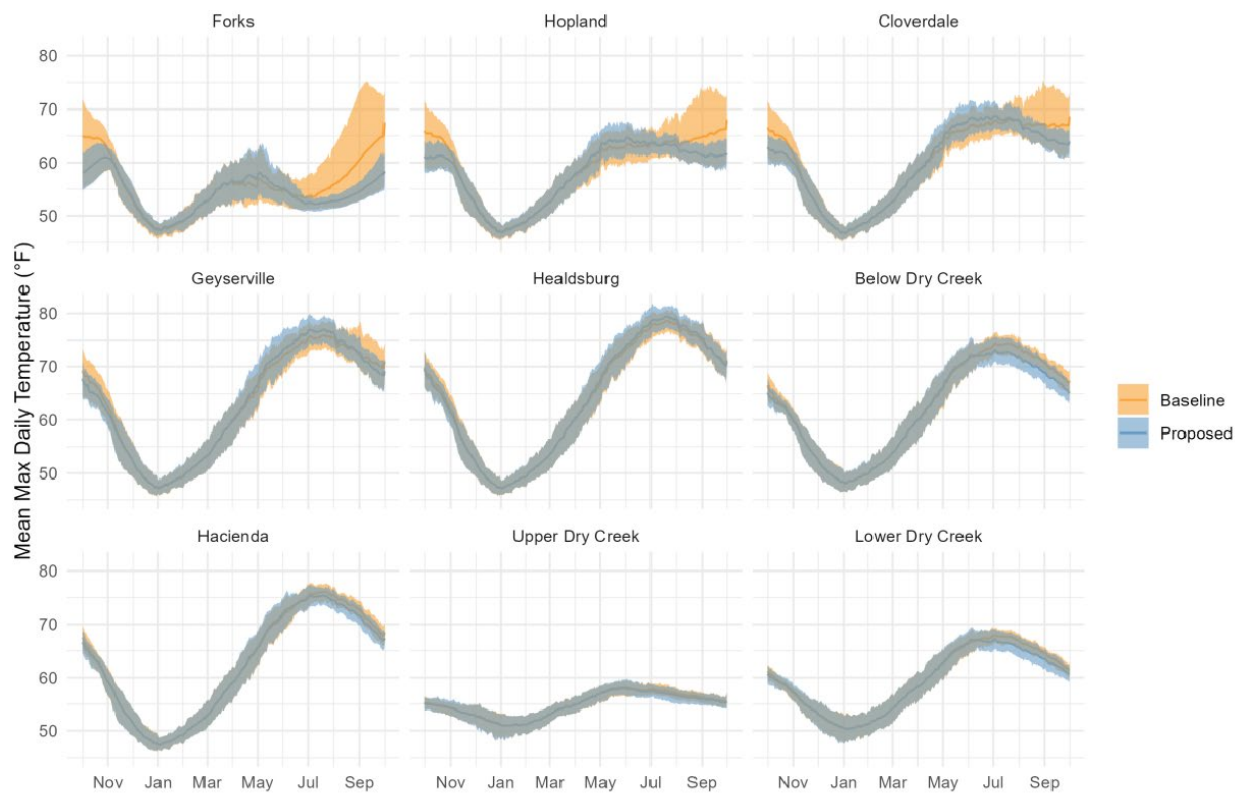 Forks Hopland Cloverdale
80
70
60
50
Geyserville Healdsburg Below Dry Creek
80
70
60
50
Hacienda Upper Dry Creek Lower Dry Creek
80
70
60
50
Nov Jan Mar May Jul Sep Nov Jan Mar May Jul Sep Nov Jan Mar May Jul Sep
Mean Max Daily Temperature (°F)
Baseline
Proposed